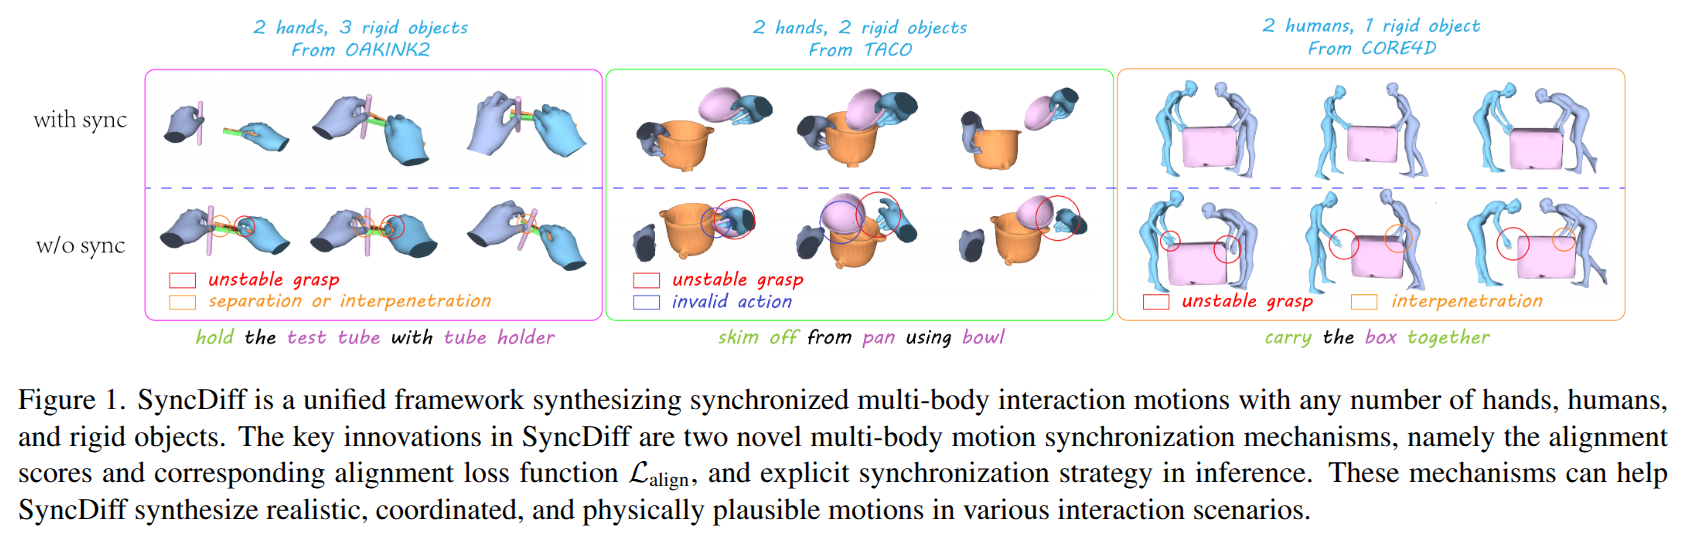 2 hands, 3 rigid objects
From OAKINK2
2 hands, 2 rigid objects
From TACO
2 humans, 1 rigid object
From CORE4D
with sync
w/o sync
unstable grasp
separation or interpenetration
unstable grasp
invalid action
unstable grasp
interpenetration
hold the test tube with tube holder
skim off from pan using bowl
carry the box together
Figure 1. SyncDiff is a unified framework synthesizing synchronized multi-body interaction motions with any number of hands, humans,
and rigid objects. The key innovations in SyncDiff are two novel multi-body motion synchronization mechanisms, namely the alignment
scores and corresponding alignment loss function ℒalign, and explicit synchronization strategy in inference. These mechanisms can help
SyncDiff synthesize realistic, coordinated, and physically plausible motions in various interaction scenarios.